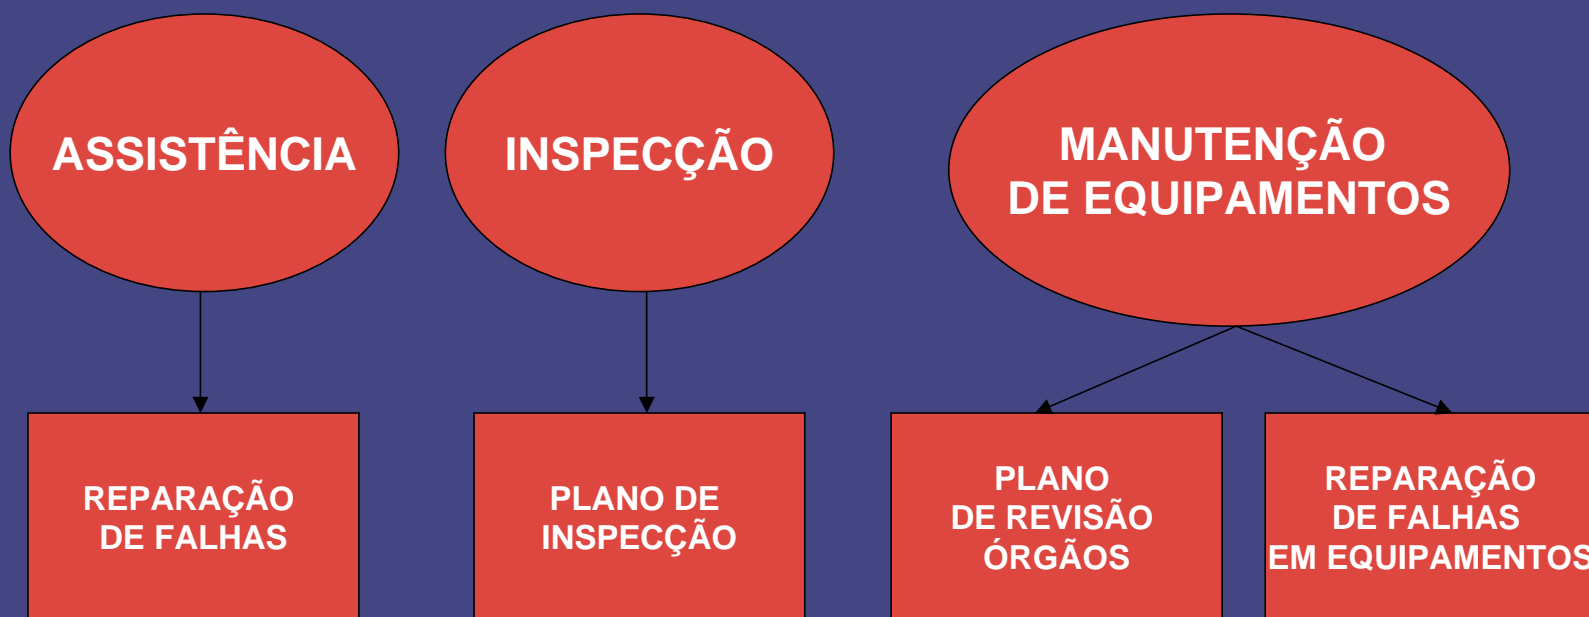 ASSISTÊNCIA
INSPECÇÃO
MANUTENÇÃO
DE EQUIPAMENTOS
REPARAÇÃO
DE FALHAS
PLANO DE
INSPECÇÃO
PLANO
DE REVISÃO
ÓRGÃOS
REPARAÇÃO
DE FALHAS
EM EQUIPAMENTOS